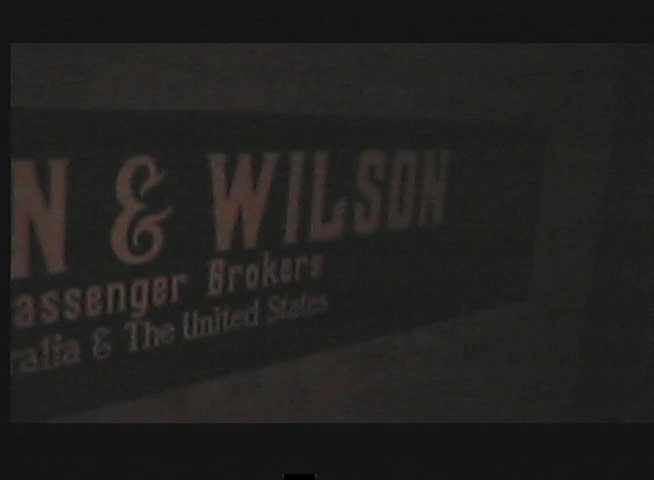 N & WILSON
assenger Brokers
ralia & The United States